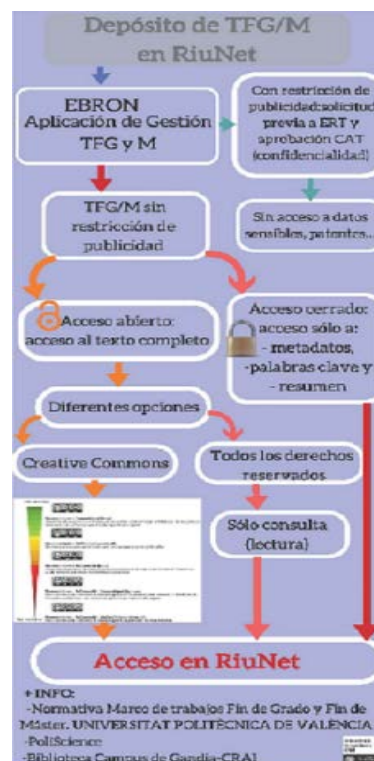 Depósito de TFG/M
en RiuNet
EBRON
Aplicación de Gestión
TFG y M
Con restricción de
publicidad:solicitud
previa a ERT y
aprobación CAT
(confidencialidad)
TFG/M sin
restricción de
publicidad
Sin acceso a datos
sensibles, patentes...
Acceso abierto:
acceso al texto completo
Acceso cerrado:
acceso sólo a:
- metadatos,
-palabras clave y
- resumen
Diferentes opciones
Creative Commons
Todos los derechos
reservados
Sólo consulta
(lectura)
Acceso en RiuNet
+INFO:
-Normativa Marco de trabajos Fin de Grado y Fin de
Máster. UNIVERSITAT POLITÈCNICA DE VALÈNCIA
-PoliScience
-Biblioteca Campus de Gandia-CRAI